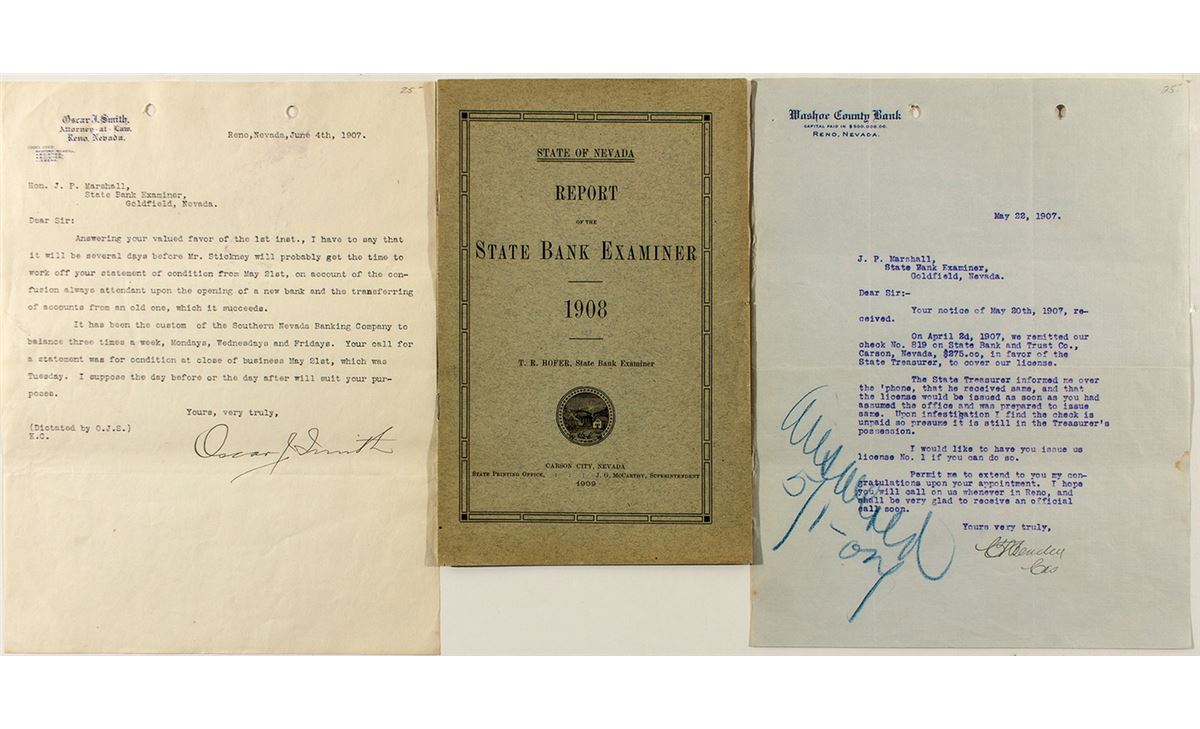 25-
Oscar J. Smith,
Attorney-at-Law.
Reno, Nevada.
Reno, Nevada, June 4th, 1907.
Hon. J. P. Marshall,
State Bank Examiner,
Goldfield, Nevada.
Dear Sir:
Answering your valued favor of the 1st inst., I have to say that
it will be several days before Mr. Stickney will probably get the time to
work off your statement of condition from May 21st, on account of the con-
fusion always attendant upon the opening of a new bank and the transferring
of accounts from an old one, which it succeeds.
It has been the custom of the Southern Nevada Banking Company to
balance three times a week, Mondays, Wednesdays and Fridays. Your call for
a statement was for condition at close of business May 21st, which was
Tuesday. I suppose the day before or the day after will suit your pur-
poses.
Yours, very truly,
(Dictated by O.J.S.)
K.C.
Oscar J Smith
STATE OF NEVADA
REPORT
OF THE
STATE BANK EXAMINER
1908
T. R. HOFER, State Bank Examiner
CARSON CITY, NEVADA
STATE PRINTING OFFICE, : : : J. G. MCCARTHY, SUPERINTENDENT
1909
25-
Washoe County Bank
CAPITAL PAID IN $500,000.00.
RENO, NEVADA.
May 22, 1907.
J. P. Marshall,
State Bank Examiner,
Goldfield, Nevada.
Dear Sir:-
Your notice of May 20th, 1907, re-
ceived.
On April 2d, 1907, we remitted our
check No. 819 on State Bank and Trust Co.,
Carson, Nevada, $275.00, in favor of the
State Treasurer, to cover our license.
The State Treasurer informed me over
the 'phone, that he received same, and that
the license would be issued as soon as you had
assumed the office and was prepared to issue
same. Upon infestigation I find the check is
unpaid so presume it is still in the Treasurer's
possession.
I would like to have you issue us
license No. 1 if you can do so.
Permit me to extend to you my con-
gratulations upon your appointment. I hope
you will call on us whenever in Reno, and
shall be very glad to receive an official
call soon.
Yours very truly,
Answered